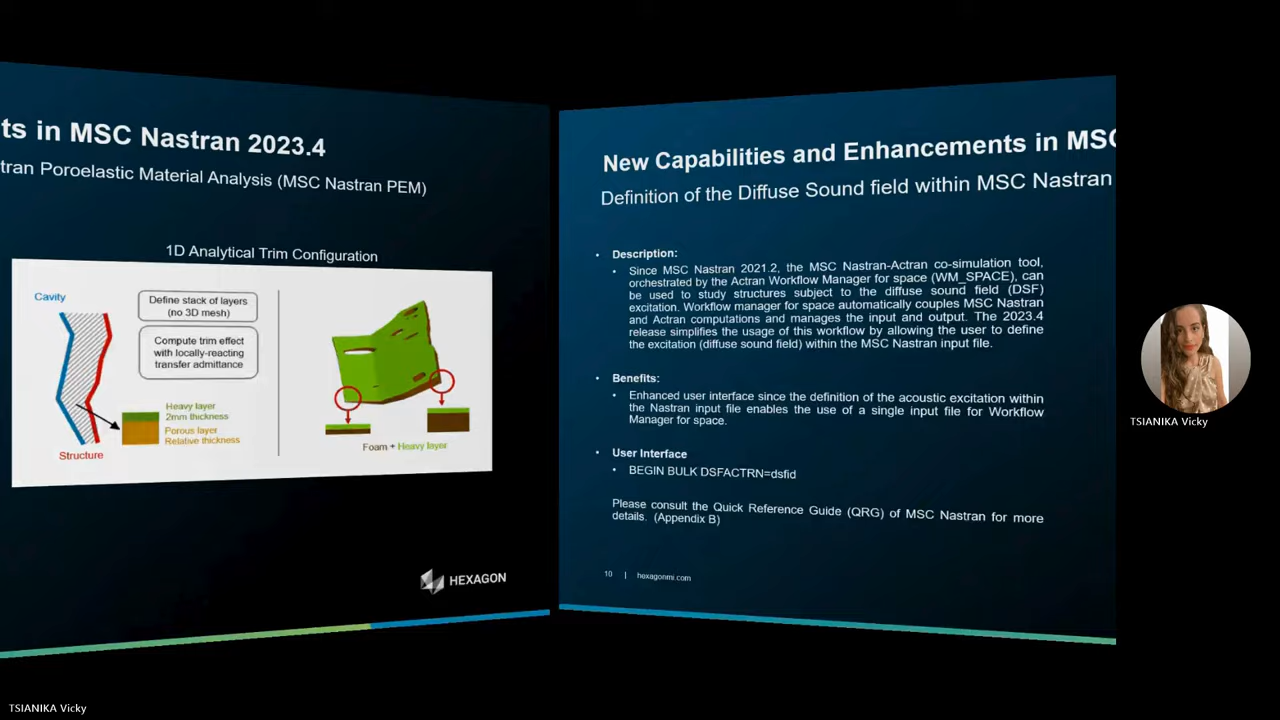 ts in MSC Nastran 2023.4
tran Poroelastic Material Analysis (MSC Nastran PEM)
1D Analytical Trim Configuration
Cavity
Define stack of layers
(no 3D mesh)
Compute trim effect
with locally-reacting
transfer admittance
Heavy layer
2mm thickness
Porous layer
Relative thickness
Structure
Foam + Heavy layer
HEXAGON
New Capabilities and Enhancements in MSC
Definition of the Diffuse Sound field within MSC Nastran
• Description:
• Since MSC Nastran 2021.2, the MSC Nastran-Actran co-simulation tool,
orchestrated by the Actran Workflow Manager for space (WM_SPACE), can
be used to study structures subject to the diffuse sound field (DSF)
excitation. Workflow manager for space automatically couples MSC Nastran
and Actran computations and manages the input and output. The 2023.4
release simplifies the usage of this workflow by allowing the user to define
the excitation (diffuse sound field) within the MSC Nastran input file.
• Benefits:
• Enhanced user interface since the definition of the acoustic excitation within
the Nastran input file enables the use of a single input file for Workflow
Manager for space.
• User Interface
• BEGIN BULK DSFACTRN=dsfid
Please consult the Quick Reference Guide (QRG) of MSC Nastran for more
details. (Appendix B)
10 | hexagonmi.com
TSIANIKA Vicky
TSIANIKA Vicky